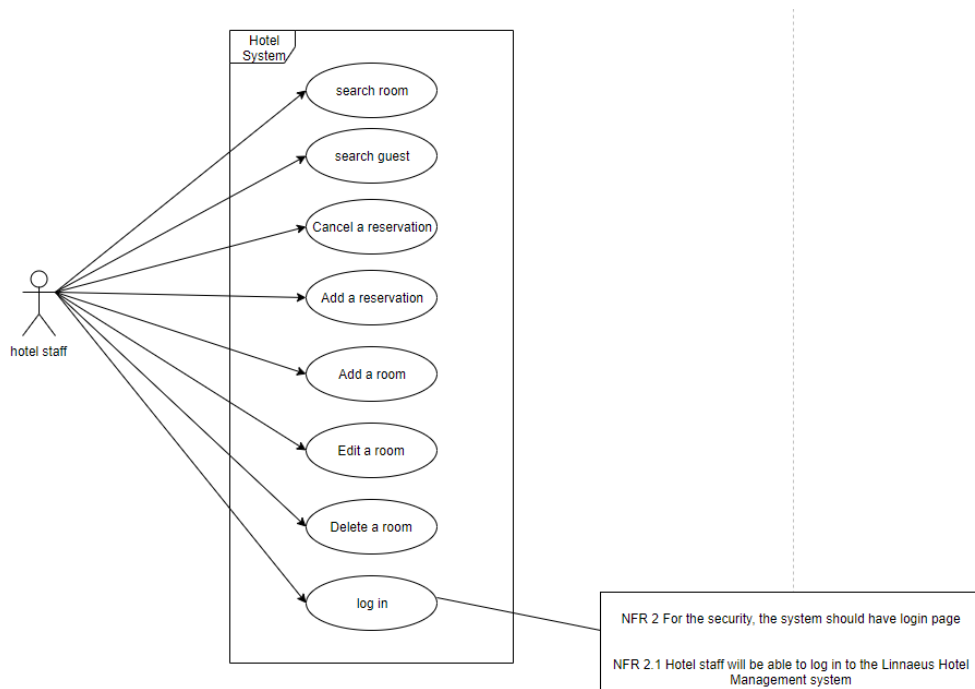 Hotel
System
search room
search guest
Cancel a reservation
Add a reservation
hotel staff
Add a room
Edit a room
Delete a room
log in
NFR 2 For the security, the system should have login page
NFR 2.1 Hotel staff will be able to log in to the Linnaeus Hotel
Management system